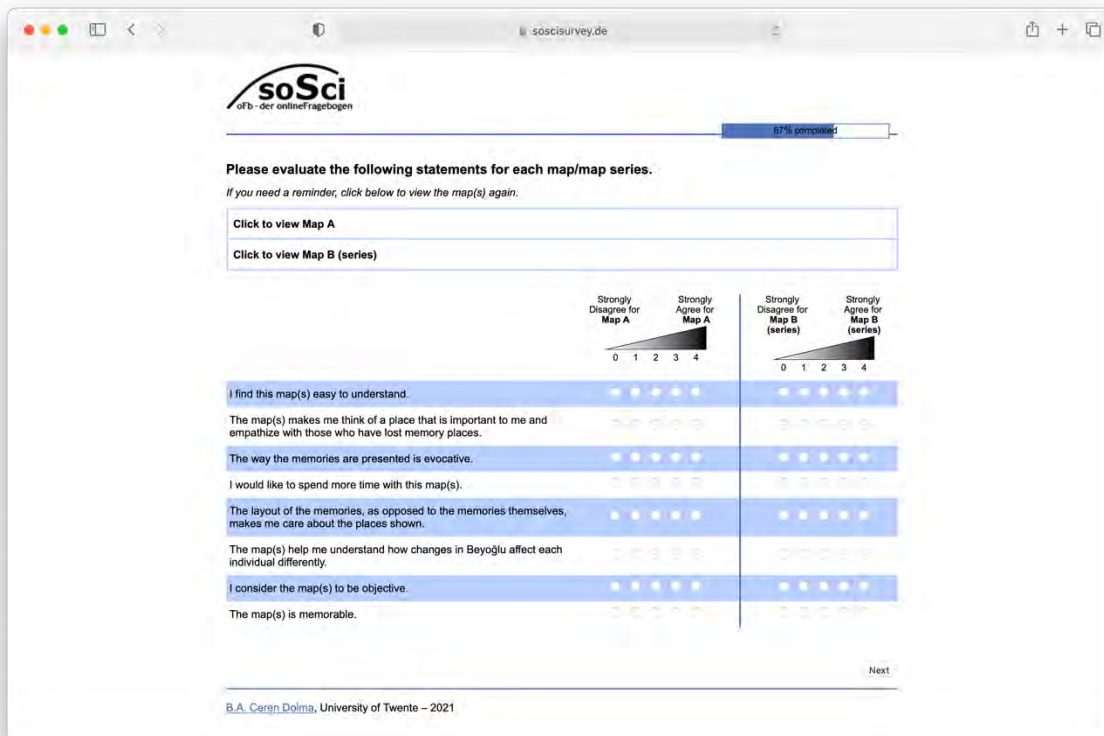 soscisurvey.de
soSci
oFb - der onlineFragebogen
67% completed
Please evaluate the following statements for each map/map series.
If you need a reminder, click below to view the map(s) again.
Click to view Map A
Click to view Map B (series)
Strongly Disagree for Map A
Strongly Agree for Map A
Strongly Disagree for Map B (series)
Strongly Agree for Map B (series)
0 1 2 3 4
0 1 2 3 4
I find this map(s) easy to understand.
The map(s) makes me think of a place that is important to me and
empathize with those who have lost memory places.
The way the memories are presented is evocative.
I would like to spend more time with this map(s).
The layout of the memories, as opposed to the memories themselves,
makes me care about the places shown.
The map(s) help me understand how changes in Beyoğlu affect each
individual differently.
I consider the map(s) to be objective.
The map(s) is memorable.
Next
B.A. Ceren Dolma, University of Twente – 2021